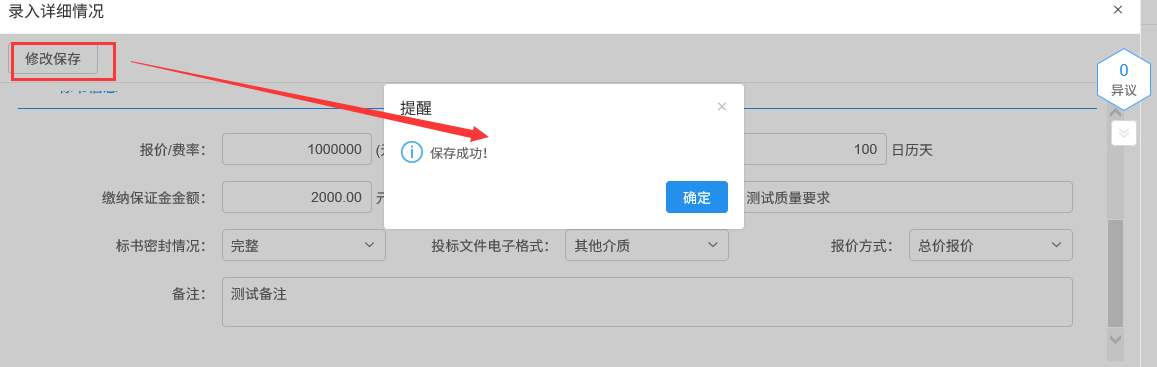 录入详细情况
修改保存
0
异议
提醒
保存成功！
确定
报价/费率： 1000000 100 日历天
缴纳保证金金额： 2000.00 元 测试质量要求
标书密封情况： 完整 投标文件电子格式： 其他介质 报价方式： 总价报价
备注： 测试备注